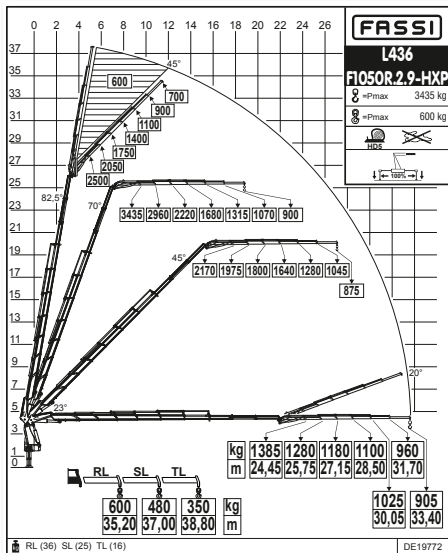 0 2 4 6 8 10 12 14 16 18 20 22 24 26
FASSI
L436
F1050R.2.9-HXP
=Pmax 3435 kg
=Pmax 600 kg
HD5
100%
37
35
33
31
29
27
25
23
21
19
17
15
13
11
9
7
5
3
1
0
45°
600
700
900
1100
1400
1750
2050
2500
82,5°
70°
3435 2960 2220 1680 1315 1070 900
45°
2170 1975 1800 1640 1280 1045
875
20°
23°
kg 1385 1280 1180 1100 960
m 24,45 25,75 27,15 28,50 31,70
1025 905
30,05 33,40
RL SL TL
600 480 350 kg
35,20 37,00 38,80 m
RL (36) SL (25) TL (16)
DE19772